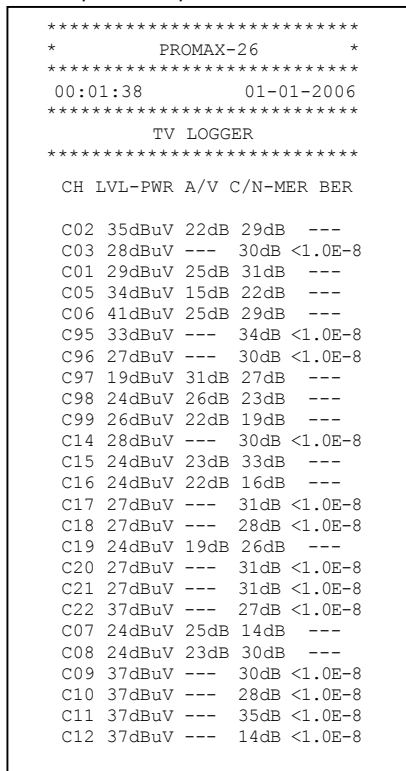 ****************************
* PROMAX-26 *
****************************
00:01:38 01-01-2006
****************************
TV LOGGER
****************************
CH LVL-PWR A/V C/N-MER BER
C02 35dBuV 22dB 29dB ---
C03 28dBuV --- 30dB <1.0E-8
C01 29dBuV 25dB 31dB ---
C05 34dBuV 15dB 22dB ---
C06 41dBuV 25dB 29dB ---
C95 33dBuV --- 34dB <1.0E-8
C96 27dBuV --- 30dB <1.0E-8
C97 19dBuV 31dB 27dB ---
C98 24dBuV 26dB 23dB ---
C99 26dBuV 22dB 19dB ---
C14 28dBuV --- 30dB <1.0E-8
C15 24dBuV 23dB 33dB ---
C16 24dBuV 22dB 16dB ---
C17 27dBuV --- 31dB <1.0E-8
C18 27dBuV --- 28dB <1.0E-8
C19 24dBuV 19dB 26dB ---
C20 27dBuV --- 31dB <1.0E-8
C21 27dBuV --- 31dB <1.0E-8
C22 37dBuV --- 27dB <1.0E-8
C07 24dBuV 25dB 14dB ---
C08 24dBuV 23dB 30dB ---
C09 37dBuV --- 30dB <1.0E-8
C10 37dBuV --- 28dB <1.0E-8
C11 37dBuV --- 35dB <1.0E-8
C12 37dBuV --- 14dB <1.0E-8